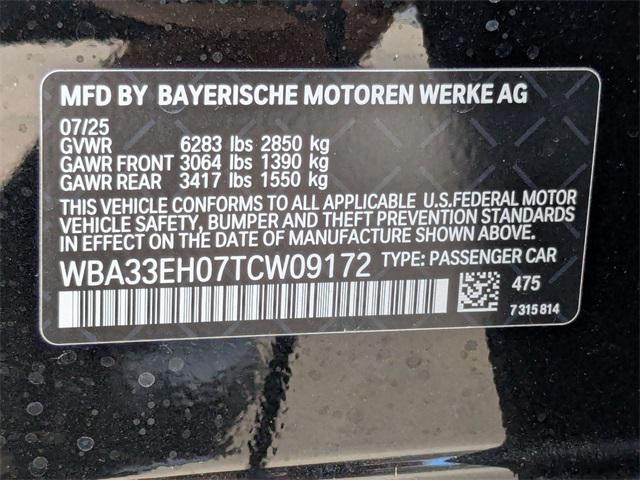 MFD BY BAYERISCHE MOTOREN WERKE AG
07/25
GVWR 6283 lbs 2850 kg
GAWR FRONT 3064 lbs 1390 kg
GAWR REAR 3417 lbs 1550 kg
THIS VEHICLE CONFORMS TO ALL APPLICABLE U.S.FEDERAL MOTOR
VEHICLE SAFETY, BUMPER AND THEFT PREVENTION STANDARDS
IN EFFECT ON THE DATE OF MANUFACTURE SHOWN ABOVE.
WBA33EH07TCW09172 TYPE: PASSENGER CAR
475
7315814